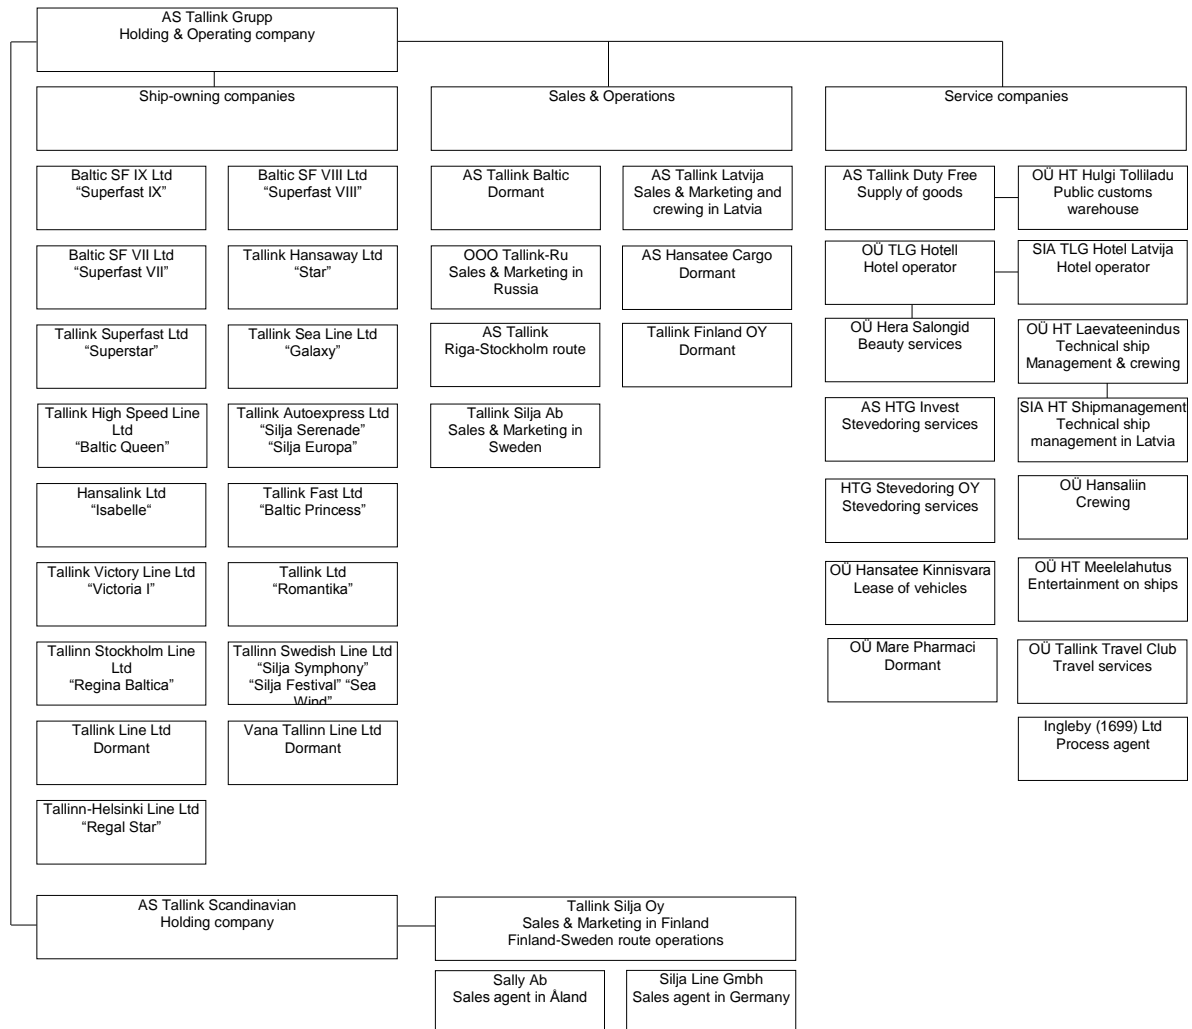 AS Tallink Grupp
Holding & Operating company
Ship-owning companies
Sales & Operations
Service companies
Baltic SF IX Ltd
“Superfast IX”
Baltic SF VIII Ltd
“Superfast VIII”
AS Tallink Baltic
Dormant
AS Tallink Latvija
Sales & Marketing and
crewing in Latvia
AS Tallink Duty Free
Supply of goods
OÜ HT Hulgi Tolliladu
Public customs
warehouse
Baltic SF VII Ltd
“Superfast VII”
Tallink Hansaway Ltd
“Star”
OOO Tallink-Ru
Sales & Marketing in
Russia
AS Hansatee Cargo
Dormant
OÜ TLG Hotell
Hotel operator
SIA TLG Hotel Latvija
Hotel operator
Tallink Superfast Ltd
“Superstar”
Tallink Sea Line Ltd
“Galaxy”
AS Tallink
Riga-Stockholm route
Tallink Finland OY
Dormant
OÜ Hera Salongid
Beauty services
OÜ HT Laevateenindus
Technical ship
Management & crewing
Tallink High Speed Line
Ltd
“Baltic Queen”
Tallink Autoexpress Ltd
“Silja Serenade”
“Silja Europa”
Tallink Silja Ab
Sales & Marketing in
Sweden
AS HTG Invest
Stevedoring services
SIA HT Shipmanagement
Technical ship
management in Latvia
Hansalink Ltd
“Isabelle“
Tallink Fast Ltd
“Baltic Princess”
HTG Stevedoring OY
Stevedoring services
OÜ Hansaliin
Crewing
Tallink Victory Line Ltd
“Victoria I”
Tallink Ltd
“Romantika”
OÜ Hansatee Kinnisvara
Lease of vehicles
OÜ HT Meelelahutus
Entertainment on ships
Tallinn Stockholm Line
Ltd
“Regina Baltica”
Tallinn Swedish Line Ltd
“Silja Symphony”
“Silja Festival” “Sea
Wind”
OÜ Mare Pharmaci
Dormant
OÜ Tallink Travel Club
Travel services
Tallink Line Ltd
Dormant
Vana Tallinn Line Ltd
Dormant
Ingleby (1699) Ltd
Process agent
Tallinn-Helsinki Line Ltd
“Regal Star”
AS Tallink Scandinavian
Holding company
Tallink Silja Oy
Sales & Marketing in Finland
Finland-Sweden route operations
Sally Ab
Sales agent in Åland
Silja Line Gmbh
Sales agent in Germany